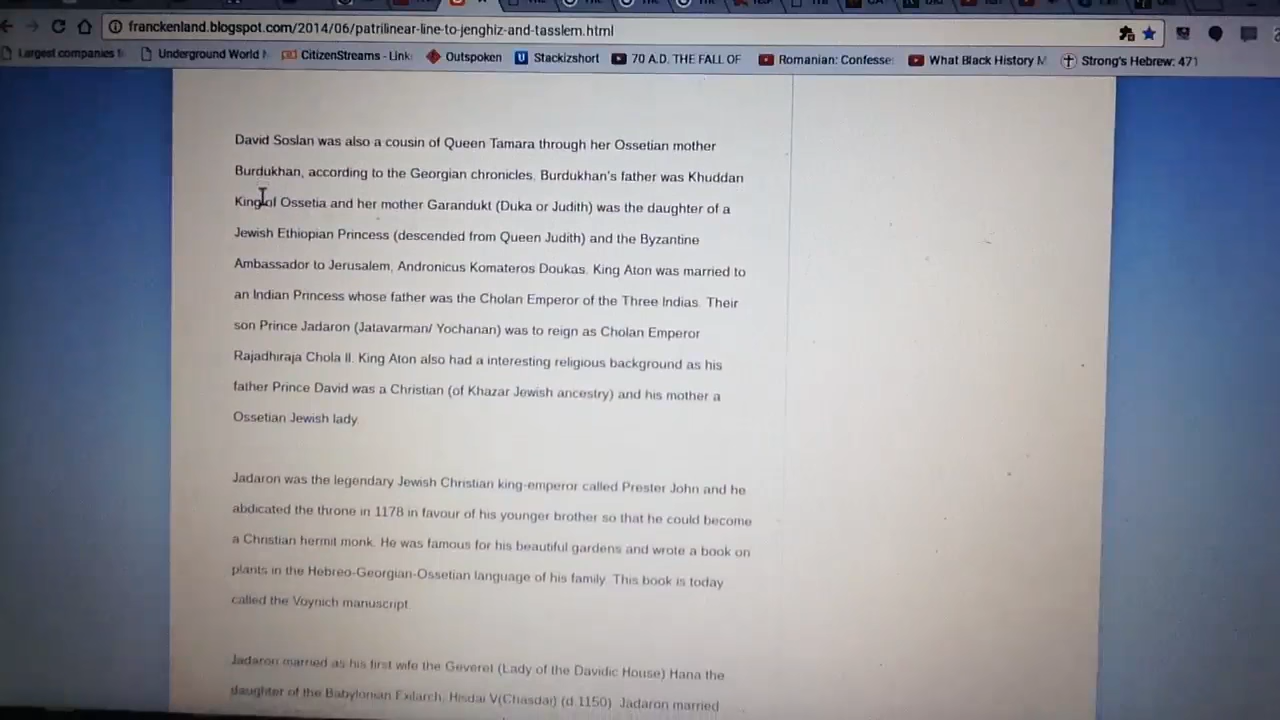 franckenland.blogspot.com/2014/06/patrilinear-line-to-jenghiz-and-tasslem.html
Largest companies Underground World CitizenStreams - Link Outspoken Stackizshort 70 A.D. THE FALL OF Romanian: Confesse What Black History M Strong's Hebrew: 471
David Soslan was also a cousin of Queen Tamara through her Ossetian mother
Burdukhan, according to the Georgian chronicles. Burdukhan's father was Khuddan
King of Ossetia and her mother Garandukt (Duka or Judith) was the daughter of a
Jewish Ethiopian Princess (descended from Queen Judith) and the Byzantine
Ambassador to Jerusalem, Andronicus Komateros Doukas. King Aton was married to
an Indian Princess whose father was the Cholan Emperor of the Three Indias. Their
son Prince Jadaron (Jatavarman/ Yochanan) was to reign as Cholan Emperor
Rajadhiraja Chola II. King Aton also had a interesting religious background as his
father Prince David was a Christian (of Khazar Jewish ancestry) and his mother a
Ossetian Jewish lady.
Jadaron was the legendary Jewish Christian king-emperor called Prester John and he
abdicated the throne in 1178 in favour of his younger brother so that he could become
a Christian hermit monk. He was famous for his beautiful gardens and wrote a book on
plants in the Hebreo-Georgian-Ossetian language of his family. This book is today
called the Voynich manuscript.
Jadaron married as his first wife the Geveret (Lady of the Davidic House) Hana the
daughter of the Babylonian Exilarch, Hisdai V(Chasdai) (d.1150). Jadaron married